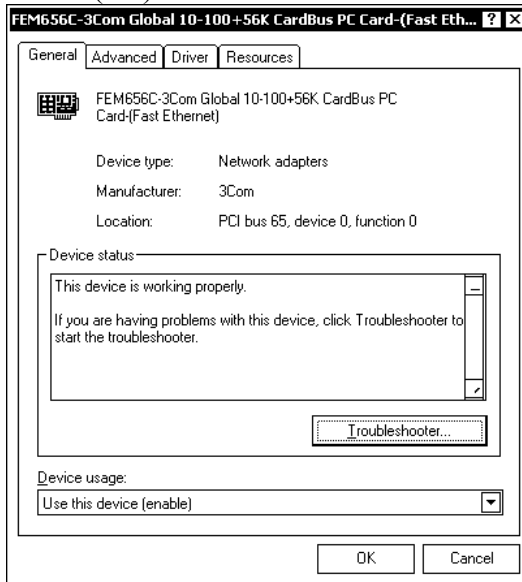 FEM656C-3Com Global 10-100+56K CardBus PC Card-(Fast Eth...
General Advanced Driver Resources
FEM656C-3Com Global 10-100+56K CardBus PC
Card-(Fast Ethernet)
Device type: Network adapters
Manufacturer: 3Com
Location: PCI bus 65, device 0, function 0
Device status
This device is working properly.
If you are having problems with this device, click Troubleshooter to
start the troubleshooter.
Troubleshooter...
Device usage:
Use this device (enable)
OK Cancel